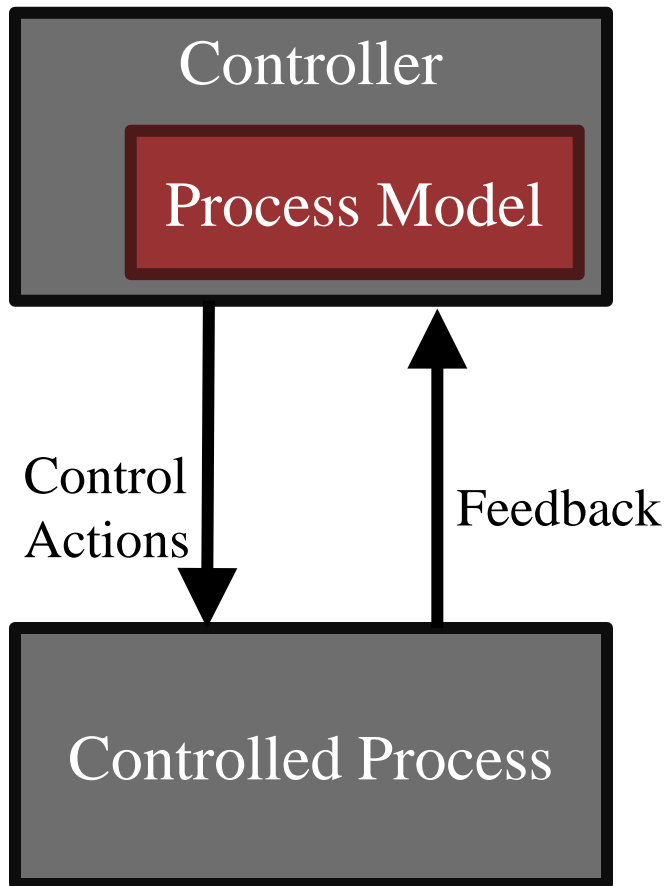 Controller
Process Model
Control
Actions
Feedback
Controlled Process